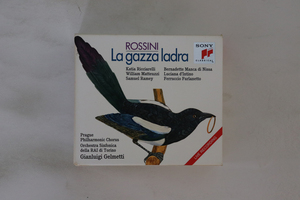 ROSSINI
La gazza ladra
SONY
Katia Ricciarelli
William Matteuzzi
Samuel Ramey
Bernadette Manca di Nissa
Luciana d'Intino
Ferruccio Furlanetto
Prague
Philharmonic Chorus
Orchestra Sinfonica
della RAI di Torino
Gianluigi Gelmetti